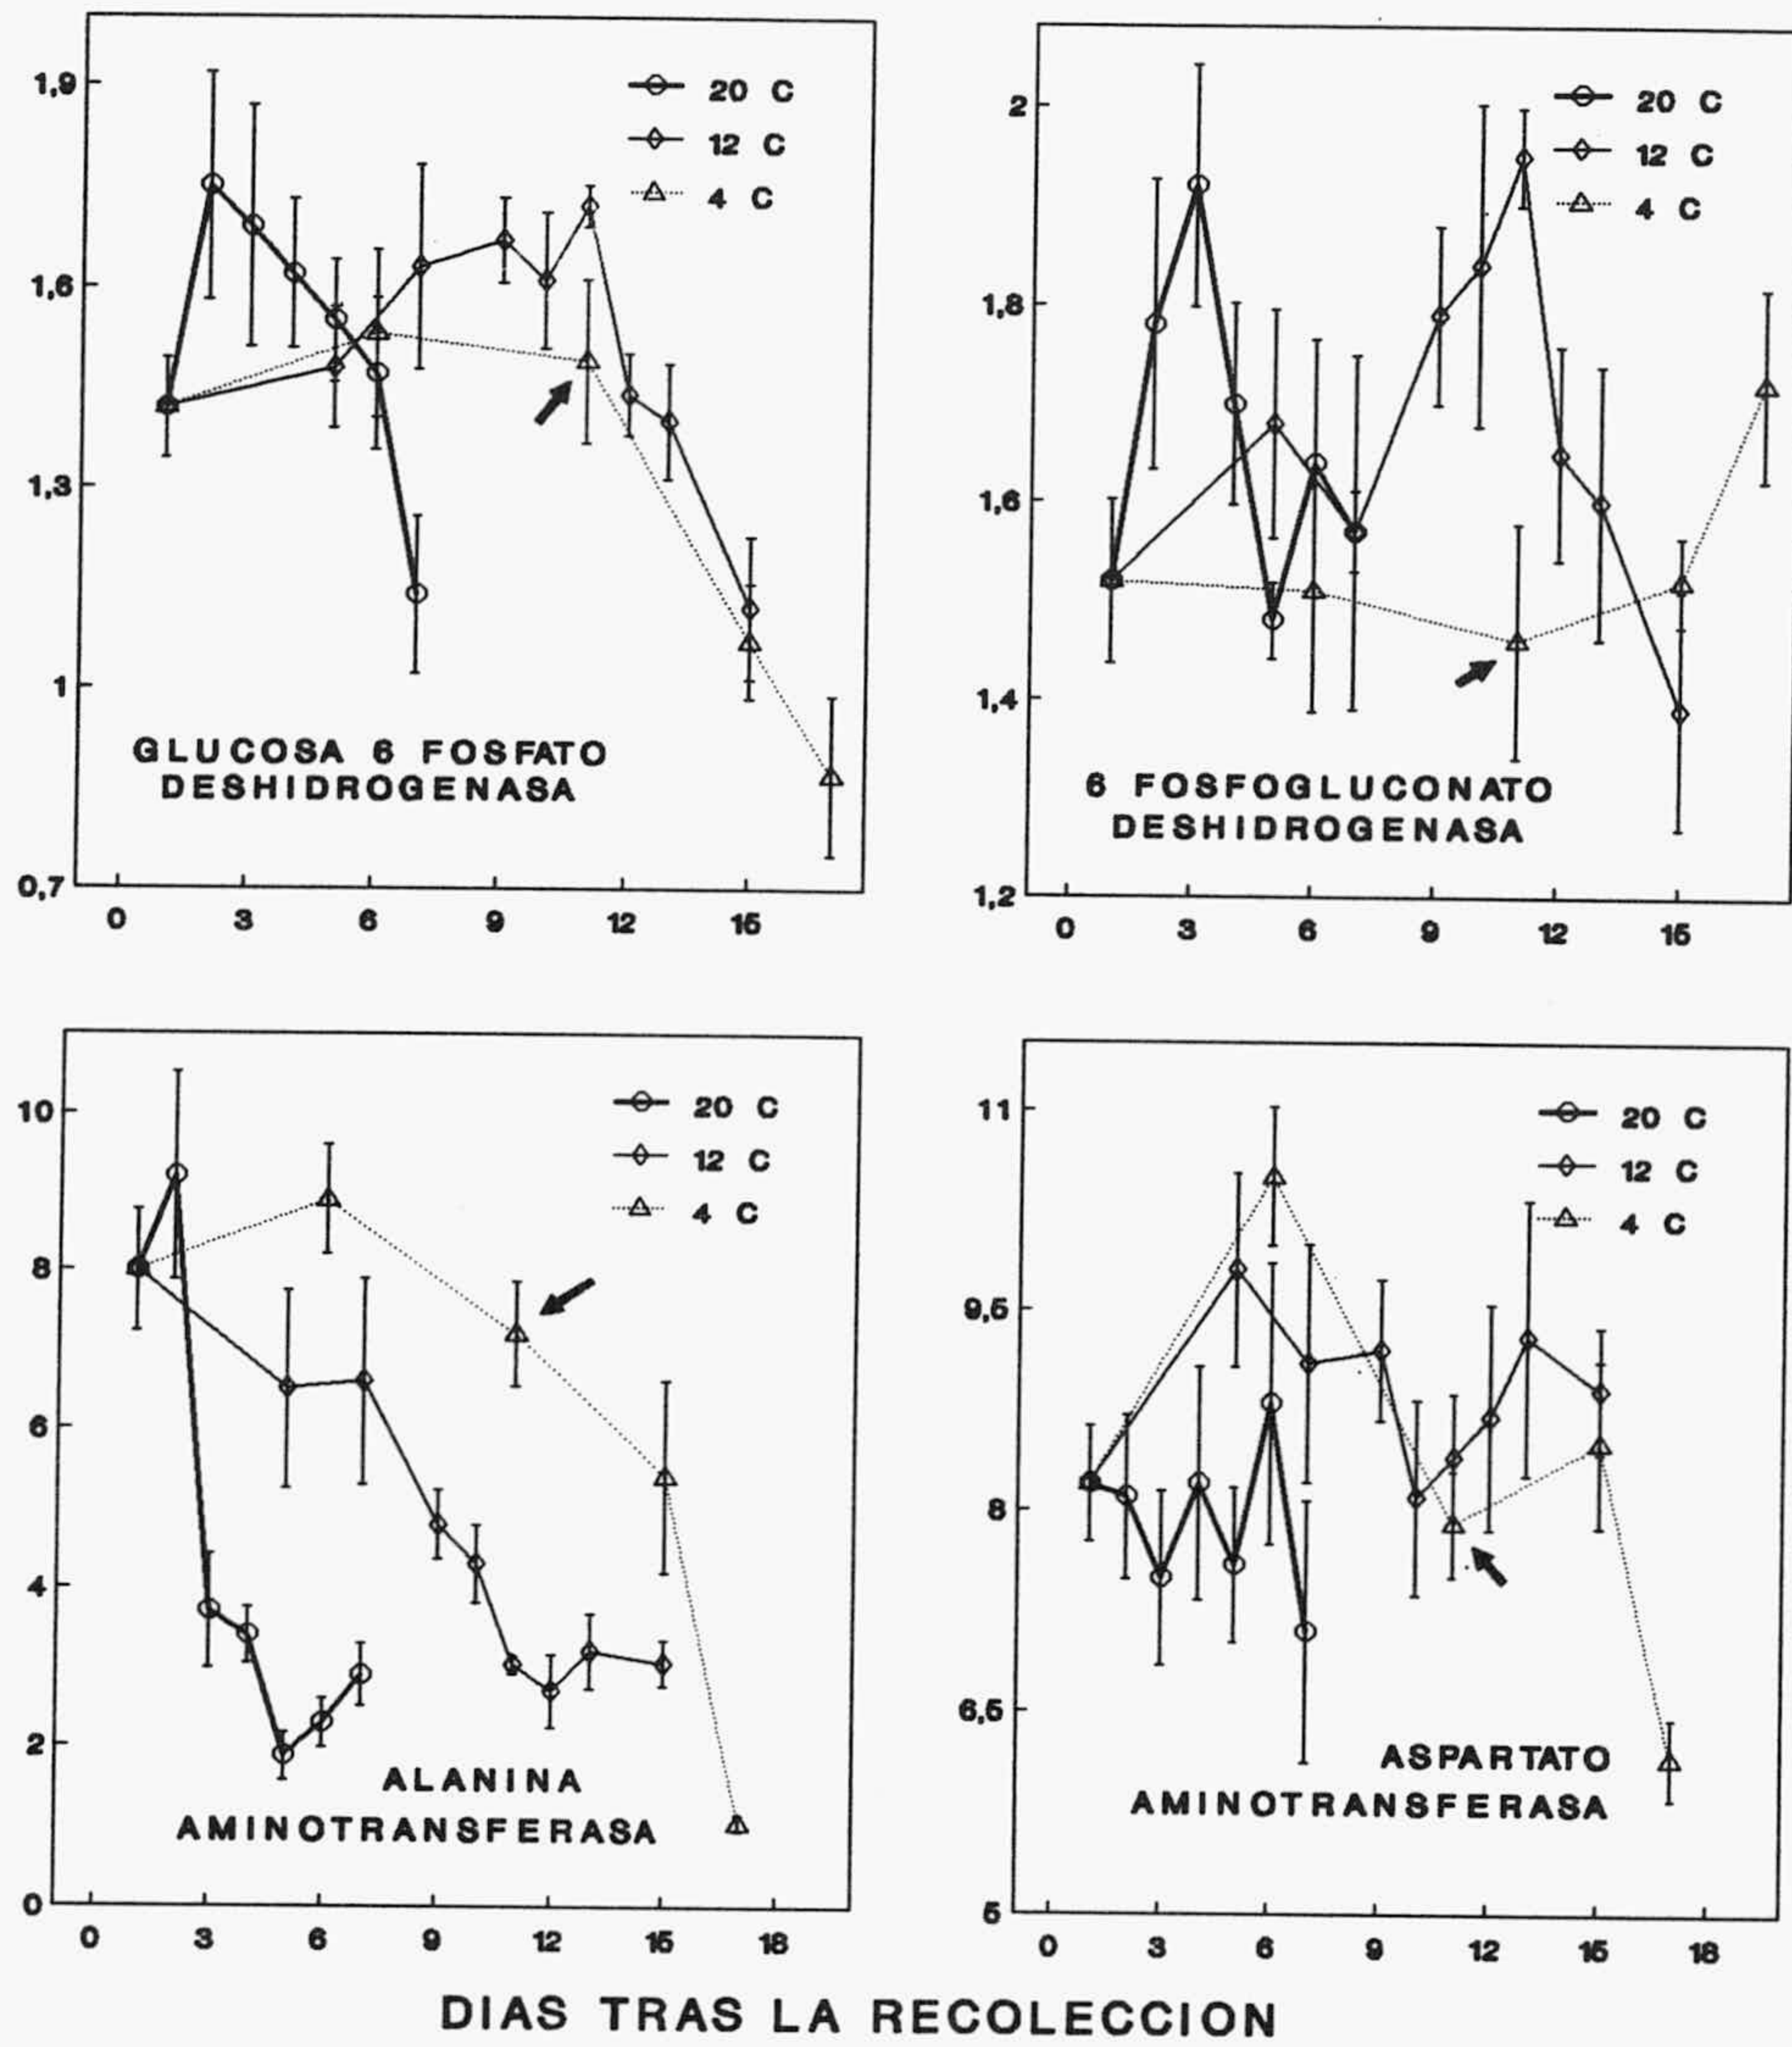 1,9
1,6
1,3
1
0,7
0 3 6 9 12 15
20 C
12 C
4 C
GLUCOSA 6 FOSFATO
DESHIDROGENASA
2
1,8
1,6
1,4
1,2
0 3 6 9 12 15
20 C
12 C
4 C
6 FOSFOGLUCONATO
DESHIDROGENASA
10
8
6
4
2
0
0 3 6 9 12 15 18
20 C
12 C
4 C
ALANINA
AMINOTRANSFERASA
11
9,5
8
6,5
5
0 3 6 9 12 15 18
20 C
12 C
4 C
ASPARTATO
AMINOTRANSFERASA
DIAS TRAS LA RECOLECCION